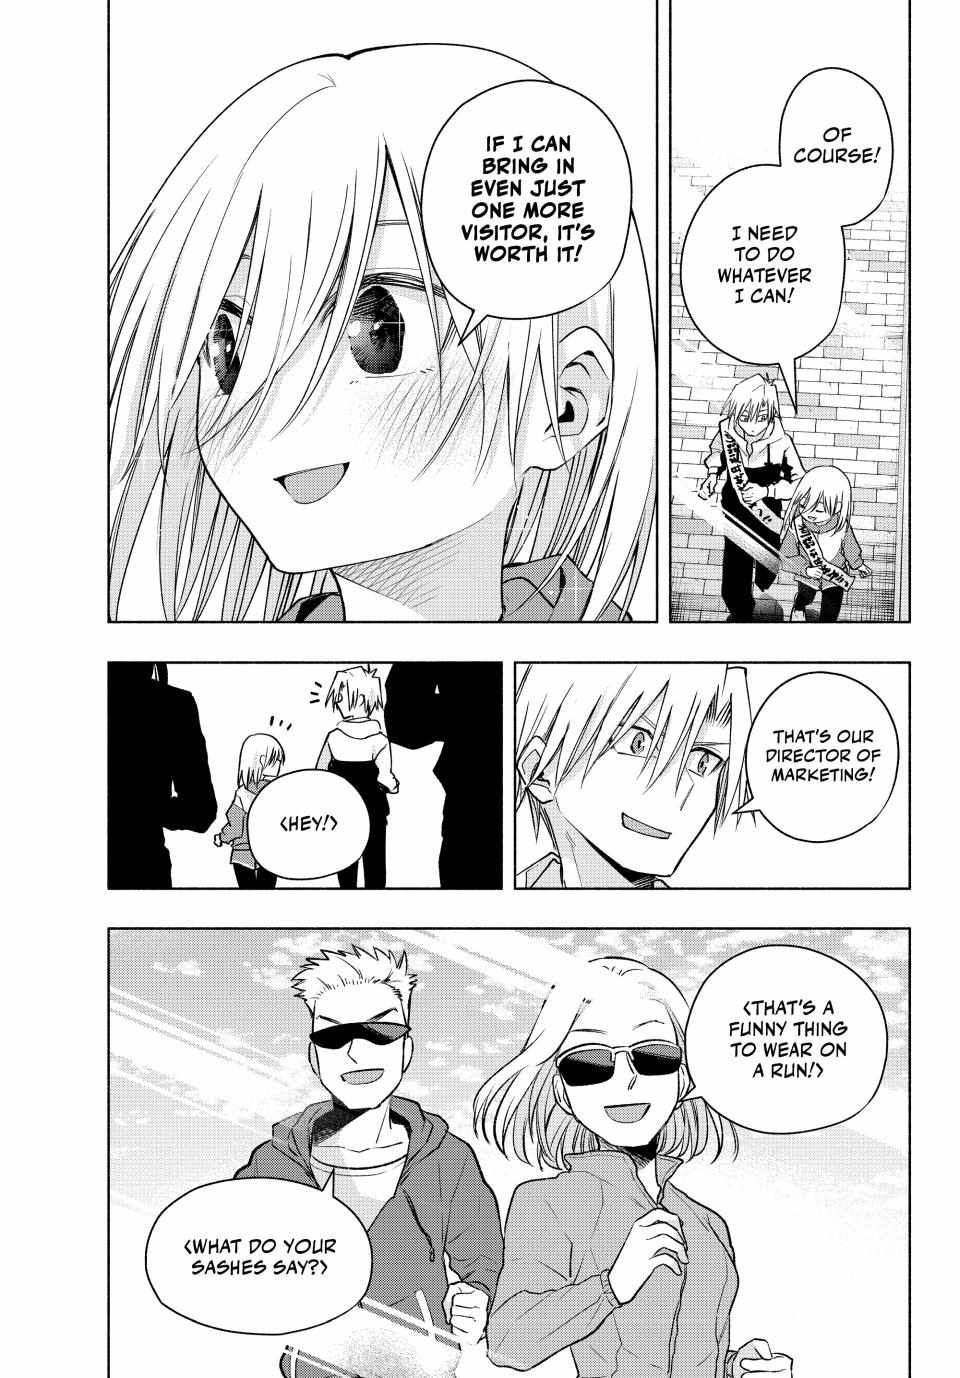 OF
COURSE!
I NEED
TO DO
WHATEVER
I CAN!
IF I CAN
BRING IN
EVEN JUST
ONE MORE
VISITOR, IT'S
WORTH IT!
THAT'S OUR
DIRECTOR OF
MARKETING!
<HEY!>
<THAT'S A
FUNNY THING
TO WEAR ON
A RUN!>
<WHAT DO YOUR
SASHES SAY?>